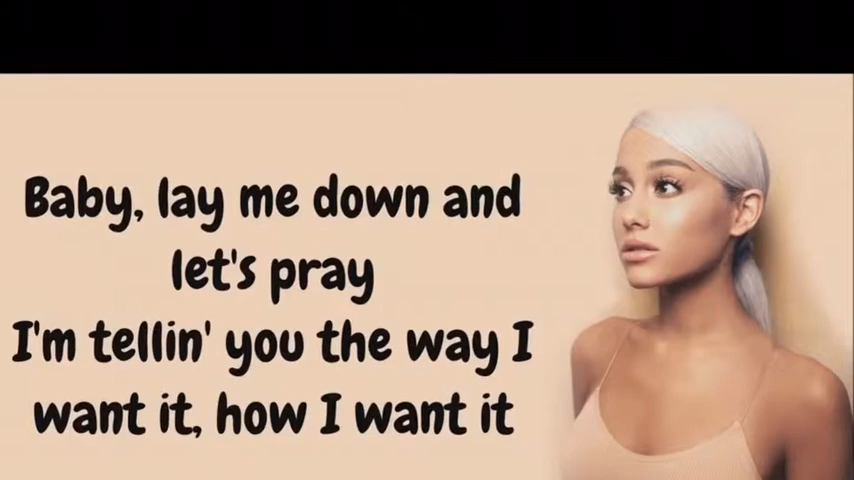 Baby, lay me down and
let's pray
I'm tellin' you the way I
want it, how I want it